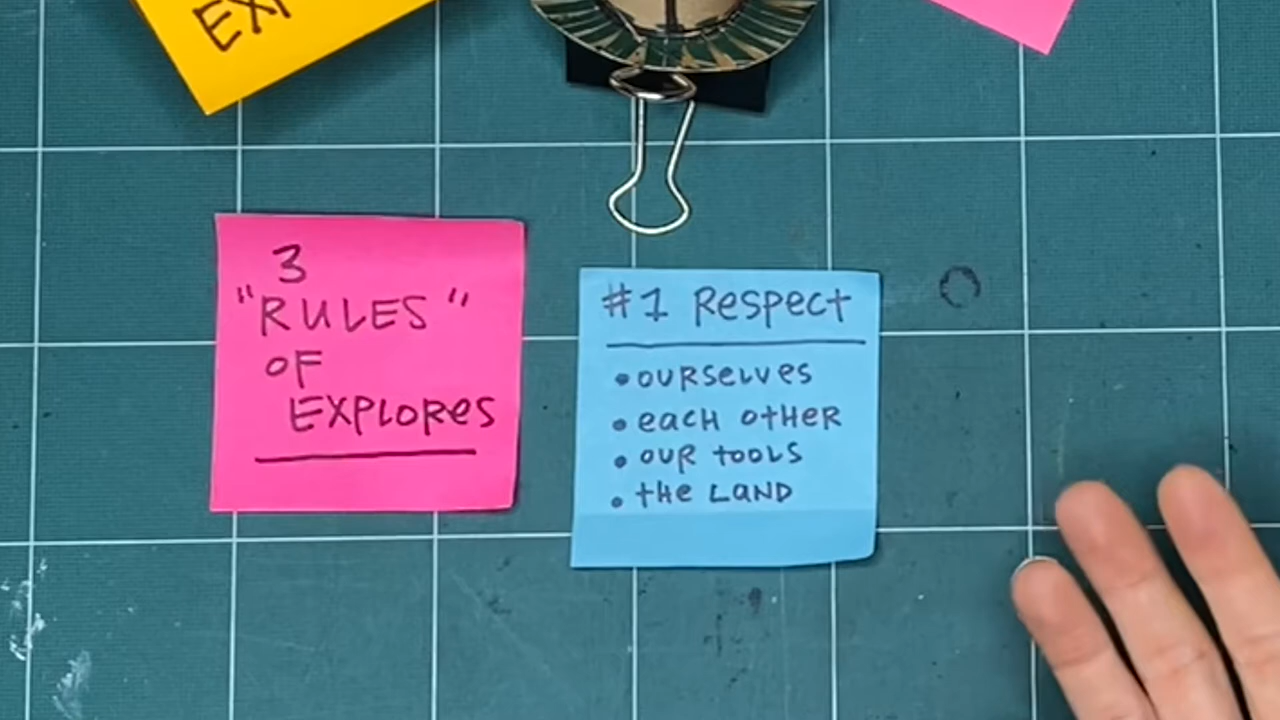 3
"RULES"
OF
EXPLORES
#1 Respect
• OURSELVES
• EACH OTHER
• OUR TOOLS
• THE LAND